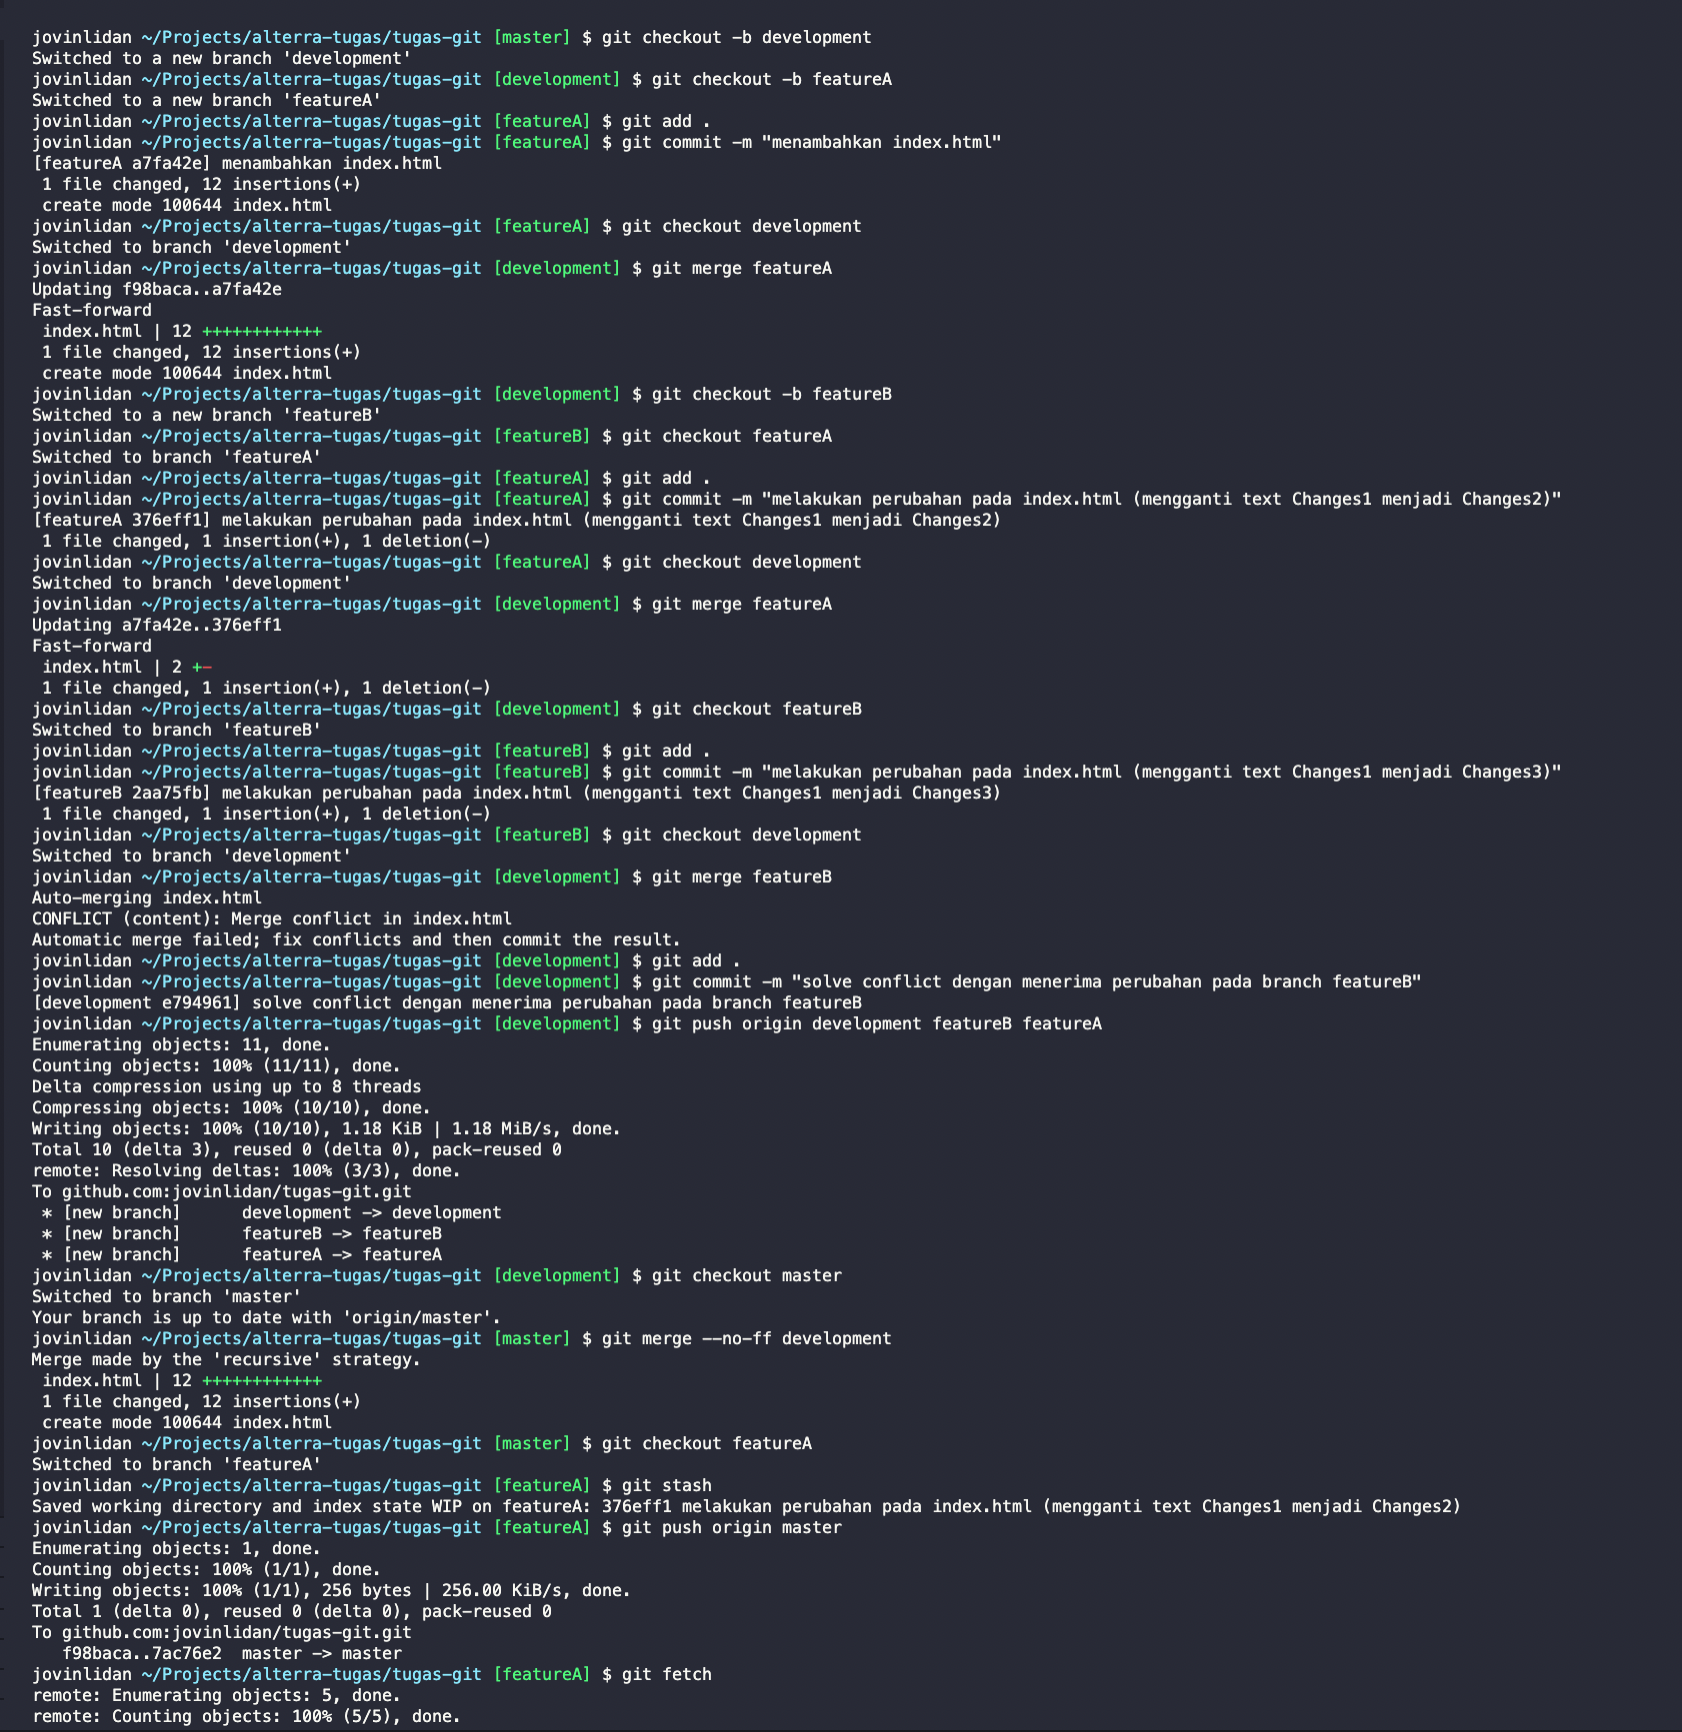 jovinlidan ~/Projects/alterra-tugas/tugas-git [master] $ git checkout -b development
Switched to a new branch 'development'
jovinlidan ~/Projects/alterra-tugas/tugas-git [development] $ git checkout -b featureA
Switched to a new branch 'featureA'
jovinlidan ~/Projects/alterra-tugas/tugas-git [featureA] $ git add .
jovinlidan ~/Projects/alterra-tugas/tugas-git [featureA] $ git commit -m "menambahkan index.html"
[featureA a7fa42e] menambahkan index.html
 1 file changed, 12 insertions(+)
 create mode 100644 index.html
jovinlidan ~/Projects/alterra-tugas/tugas-git [featureA] $ git checkout development
Switched to branch 'development'
jovinlidan ~/Projects/alterra-tugas/tugas-git [development] $ git merge featureA
Updating f98baca..a7fa42e
Fast-forward
 index.html | 12 ++++++++++++
 1 file changed, 12 insertions(+)
 create mode 100644 index.html
jovinlidan ~/Projects/alterra-tugas/tugas-git [development] $ git checkout -b featureB
Switched to a new branch 'featureB'
jovinlidan ~/Projects/alterra-tugas/tugas-git [featureB] $ git checkout featureA
Switched to branch 'featureA'
jovinlidan ~/Projects/alterra-tugas/tugas-git [featureA] $ git add .
jovinlidan ~/Projects/alterra-tugas/tugas-git [featureA] $ git commit -m "melakukan perubahan pada index.html (mengganti text Changes1 menjadi Changes2)"
[featureA 376eff1] melakukan perubahan pada index.html (mengganti text Changes1 menjadi Changes2)
 1 file changed, 1 insertion(+), 1 deletion(-)
jovinlidan ~/Projects/alterra-tugas/tugas-git [featureA] $ git checkout development
Switched to branch 'development'
jovinlidan ~/Projects/alterra-tugas/tugas-git [development] $ git merge featureA
Updating a7fa42e..376eff1
Fast-forward
 index.html | 2 +-
 1 file changed, 1 insertion(+), 1 deletion(-)
jovinlidan ~/Projects/alterra-tugas/tugas-git [development] $ git checkout featureB
Switched to branch 'featureB'
jovinlidan ~/Projects/alterra-tugas/tugas-git [featureB] $ git add .
jovinlidan ~/Projects/alterra-tugas/tugas-git [featureB] $ git commit -m "melakukan perubahan pada index.html (mengganti text Changes1 menjadi Changes3)"
[featureB 2aa75fb] melakukan perubahan pada index.html (mengganti text Changes1 menjadi Changes3)
 1 file changed, 1 insertion(+), 1 deletion(-)
jovinlidan ~/Projects/alterra-tugas/tugas-git [featureB] $ git checkout development
Switched to branch 'development'
jovinlidan ~/Projects/alterra-tugas/tugas-git [development] $ git merge featureB
Auto-merging index.html
CONFLICT (content): Merge conflict in index.html
Automatic merge failed; fix conflicts and then commit the result.
jovinlidan ~/Projects/alterra-tugas/tugas-git [development] $ git add .
jovinlidan ~/Projects/alterra-tugas/tugas-git [development] $ git commit -m "solve conflict dengan menerima perubahan pada branch featureB"
[development e794961] solve conflict dengan menerima perubahan pada branch featureB
jovinlidan ~/Projects/alterra-tugas/tugas-git [development] $ git push origin development featureB featureA
Enumerating objects: 11, done.
Counting objects: 100% (11/11), done.
Delta compression using up to 8 threads
Compressing objects: 100% (10/10), done.
Writing objects: 100% (10/10), 1.18 KiB | 1.18 MiB/s, done.
Total 10 (delta 3), reused 0 (delta 0), pack-reused 0
remote: Resolving deltas: 100% (3/3), done.
To github.com:jovinlidan/tugas-git.git
 * [new branch]      development -> development
 * [new branch]      featureB -> featureB
 * [new branch]      featureA -> featureA
jovinlidan ~/Projects/alterra-tugas/tugas-git [development] $ git checkout master
Switched to branch 'master'
Your branch is up to date with 'origin/master'.
jovinlidan ~/Projects/alterra-tugas/tugas-git [master] $ git merge --no-ff development
Merge made by the 'recursive' strategy.
 index.html | 12 ++++++++++++
 1 file changed, 12 insertions(+)
 create mode 100644 index.html
jovinlidan ~/Projects/alterra-tugas/tugas-git [master] $ git checkout featureA
Switched to branch 'featureA'
jovinlidan ~/Projects/alterra-tugas/tugas-git [featureA] $ git stash
Saved working directory and index state WIP on featureA: 376eff1 melakukan perubahan pada index.html (mengganti text Changes1 menjadi Changes2)
jovinlidan ~/Projects/alterra-tugas/tugas-git [featureA] $ git push origin master
Enumerating objects: 1, done.
Counting objects: 100% (1/1), done.
Writing objects: 100% (1/1), 256 bytes | 256.00 KiB/s, done.
Total 1 (delta 0), reused 0 (delta 0), pack-reused 0
To github.com:jovinlidan/tugas-git.git
   f98baca..7ac76e2  master -> master
jovinlidan ~/Projects/alterra-tugas/tugas-git [featureA] $ git fetch
remote: Enumerating objects: 5, done.
remote: Counting objects: 100% (5/5), done.